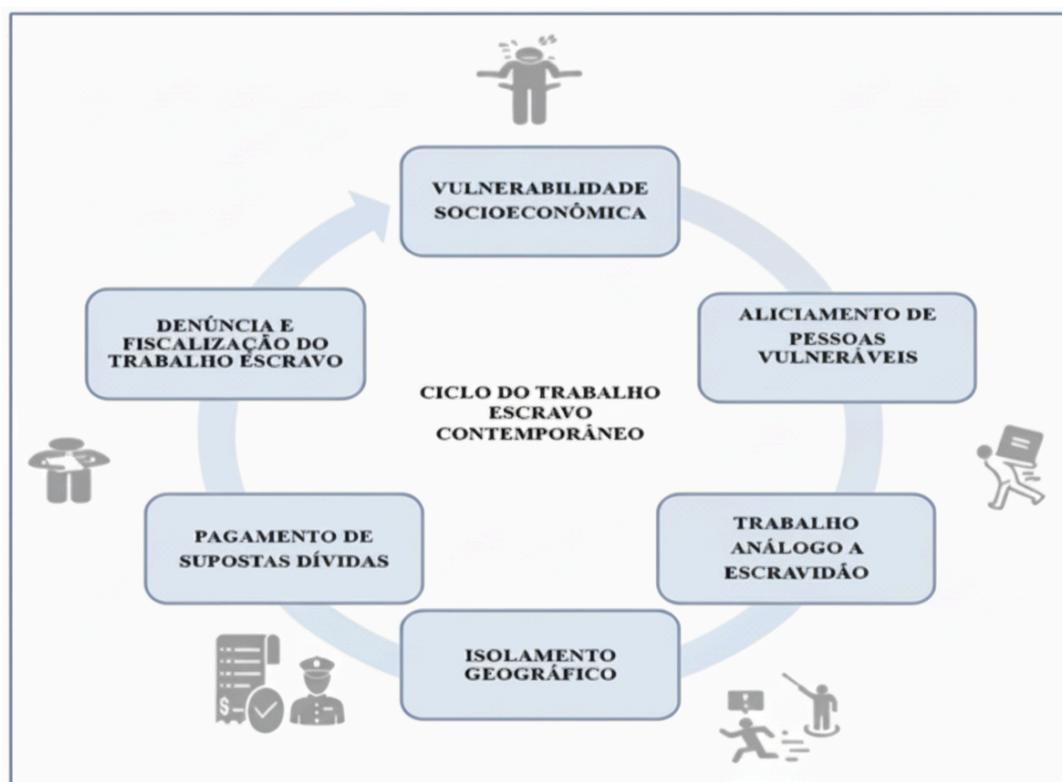 VULNERABILIDADE
SOCIOECONÔMICA
ALICIAMENTO DE
PESSOAS
VULNERÁVEIS
TRABALHO
ANÁLOGO A
ESCRAVIDÃO
ISOLAMENTO
GEOGRÁFICO
PAGAMENTO DE
SUPOSTAS DÍVIDAS
DENÚNCIA E
FISCALIZAÇÃO DO
TRABALHO ESCRAVO
CICLO DO TRABALHO
ESCRAVO
CONTEMPORÂNEO